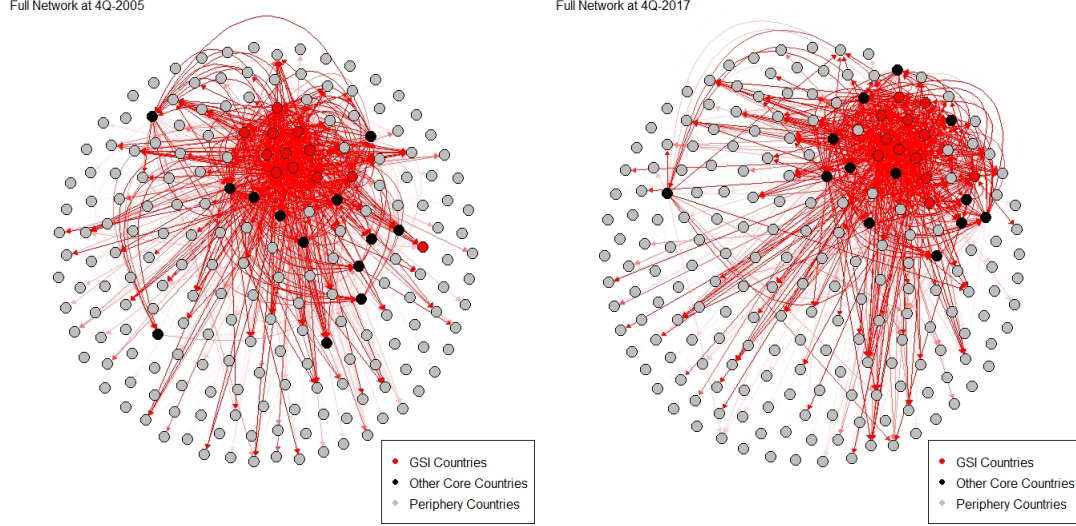 Full Network at 4Q-2005
Full Network at 4Q-2017
GSI Countries
Other Core Countries
Periphery Countries
GSI Countries
Other Core Countries
Periphery Countries